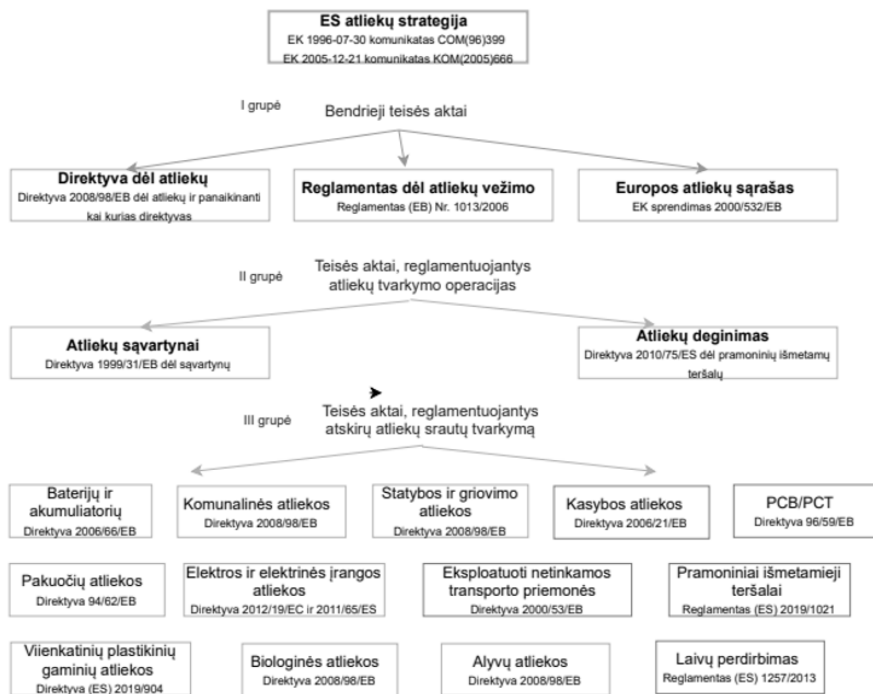 ES atliekų strategija
EK 1996-07-30 komunikatas COM(96)399
EK 2005-12-21 komunikatas KOM(2005)666
I grupė
Bendrieji teisės aktai
Direktyva dėl atliekų
Direktyva 2008/98/EB dėl atliekų ir panaikinanti
kai kurias direktyvas
Reglamentas dėl atliekų vežimo
Reglamentas (EB) Nr. 1013/2006
Europos atliekų sąrašas
EK sprendimas 2000/532/EB
II grupė
Teisės aktai, reglamentuojantys
atliekų tvarkymo operacijas
Atliekų sąvartynai
Direktyva 1999/31/EB dėl sąvartynų
Atliekų deginimas
Direktyva 2010/75/ES dėl pramoninių išmetamų
teršalų
III grupė
Teisės aktai, reglamentuojantys
atskirų atliekų srautų tvarkymą
Baterijų ir
akumuliatorių
Direktyva 2006/66/EB
Komunalinės atliekos
Direktyva 2008/98/EB
Statybos ir griovimo
atliekos
Direktyva 2008/98/EB
Kasybos atliekos
Direktyva 2006/21/EB
PCB/PCT
Direktyva 96/59/EB
Pakuočių atliekos
Direktyva 94/62/EB
Elektros ir elektrinės įrangos
atliekos
Direktyva 2012/19/EC ir 2011/65/ES
Eksploatuoti netinkamos
transporto priemonės
Direktyva 2000/53/EB
Pramoniniai išmetamieji
teršalai
Reglamentas (ES) 2019/1021
Viienkatinių plastikinių
gaminių atliekos
Direktyva (ES) 2019/904
Biologinės atliekos
Direktyva 2008/98/EB
Alyvų atliekos
Direktyva 2008/98/EB
Laivų perdirbimas
Reglamentas (ES) 1257/2013